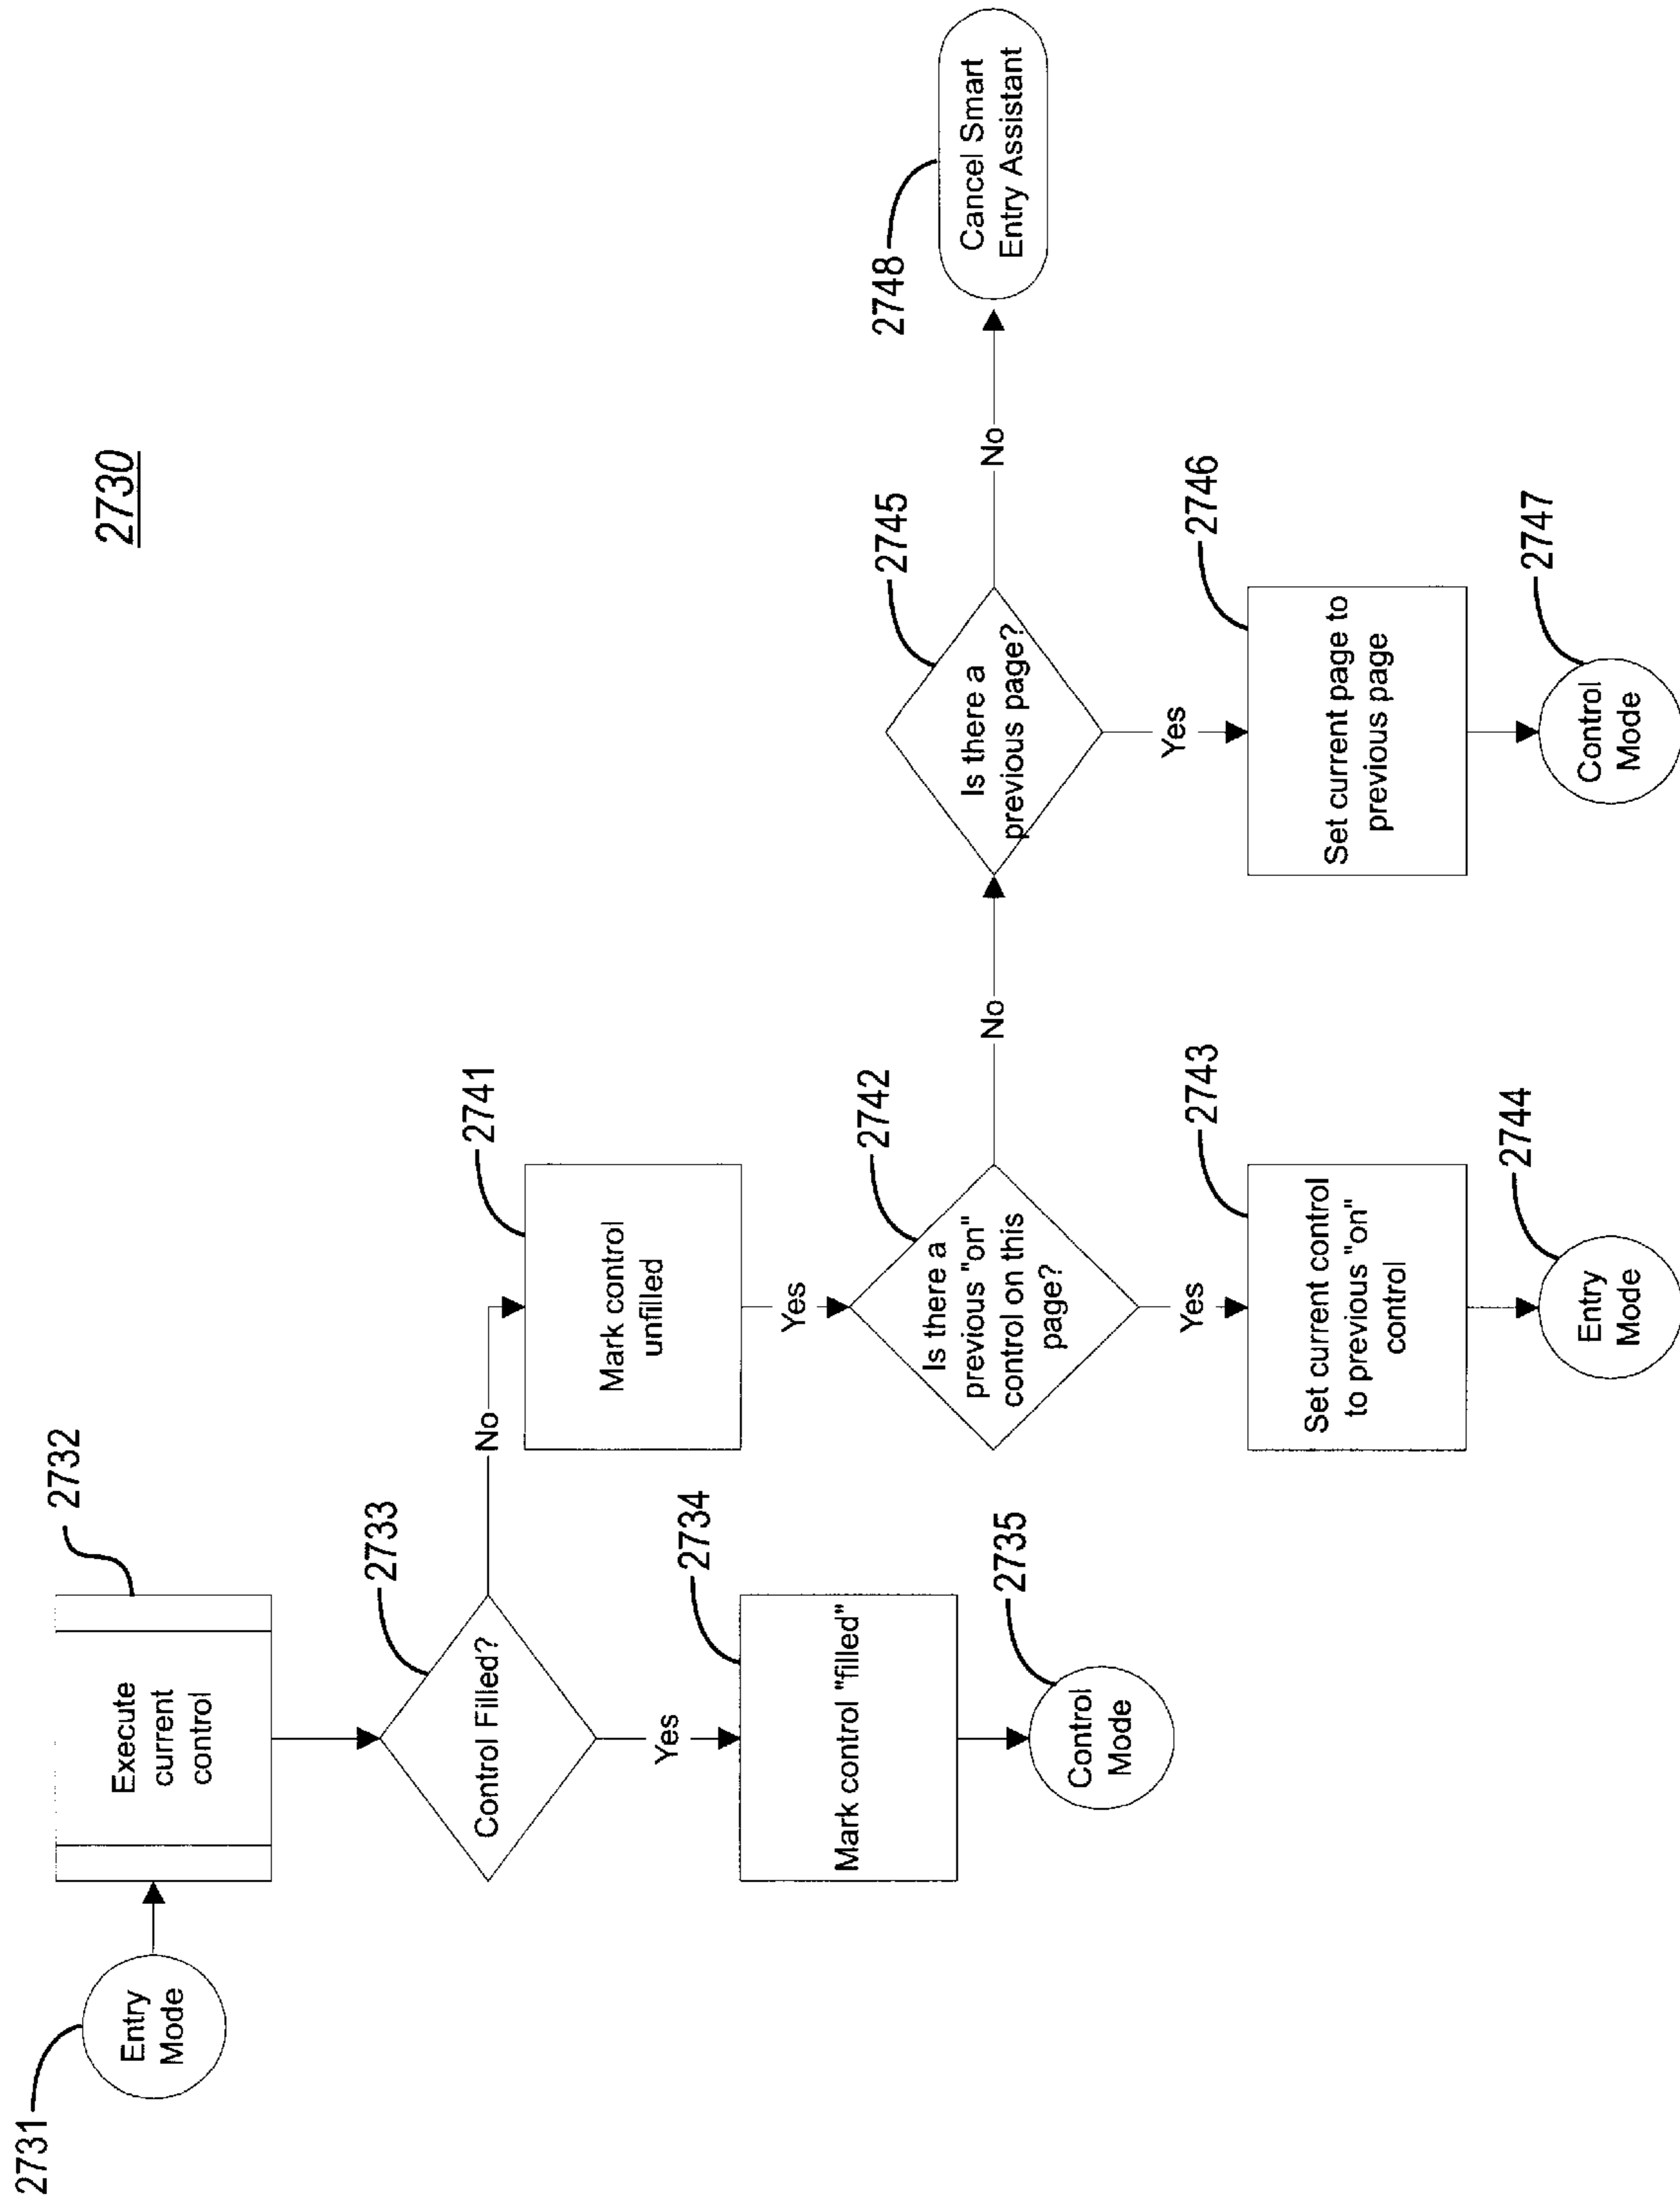 2730
2731
Entry
Mode
2732
Execute
current
control
2733
Control Filled?
No
Yes
2734
Mark control "filled"
2735
Control
Mode
2741
Mark control
unfilled
Yes
2742
Is there a
previous "on"
control on this
page?
No
Yes
2743
Set current control
to previous "on"
control
2744
Entry
Mode
2745
Is there a
previous page?
No
Yes
2746
Set current page to
previous page
2747
Control
Mode
2748
Cancel Smart
Entry Assistant